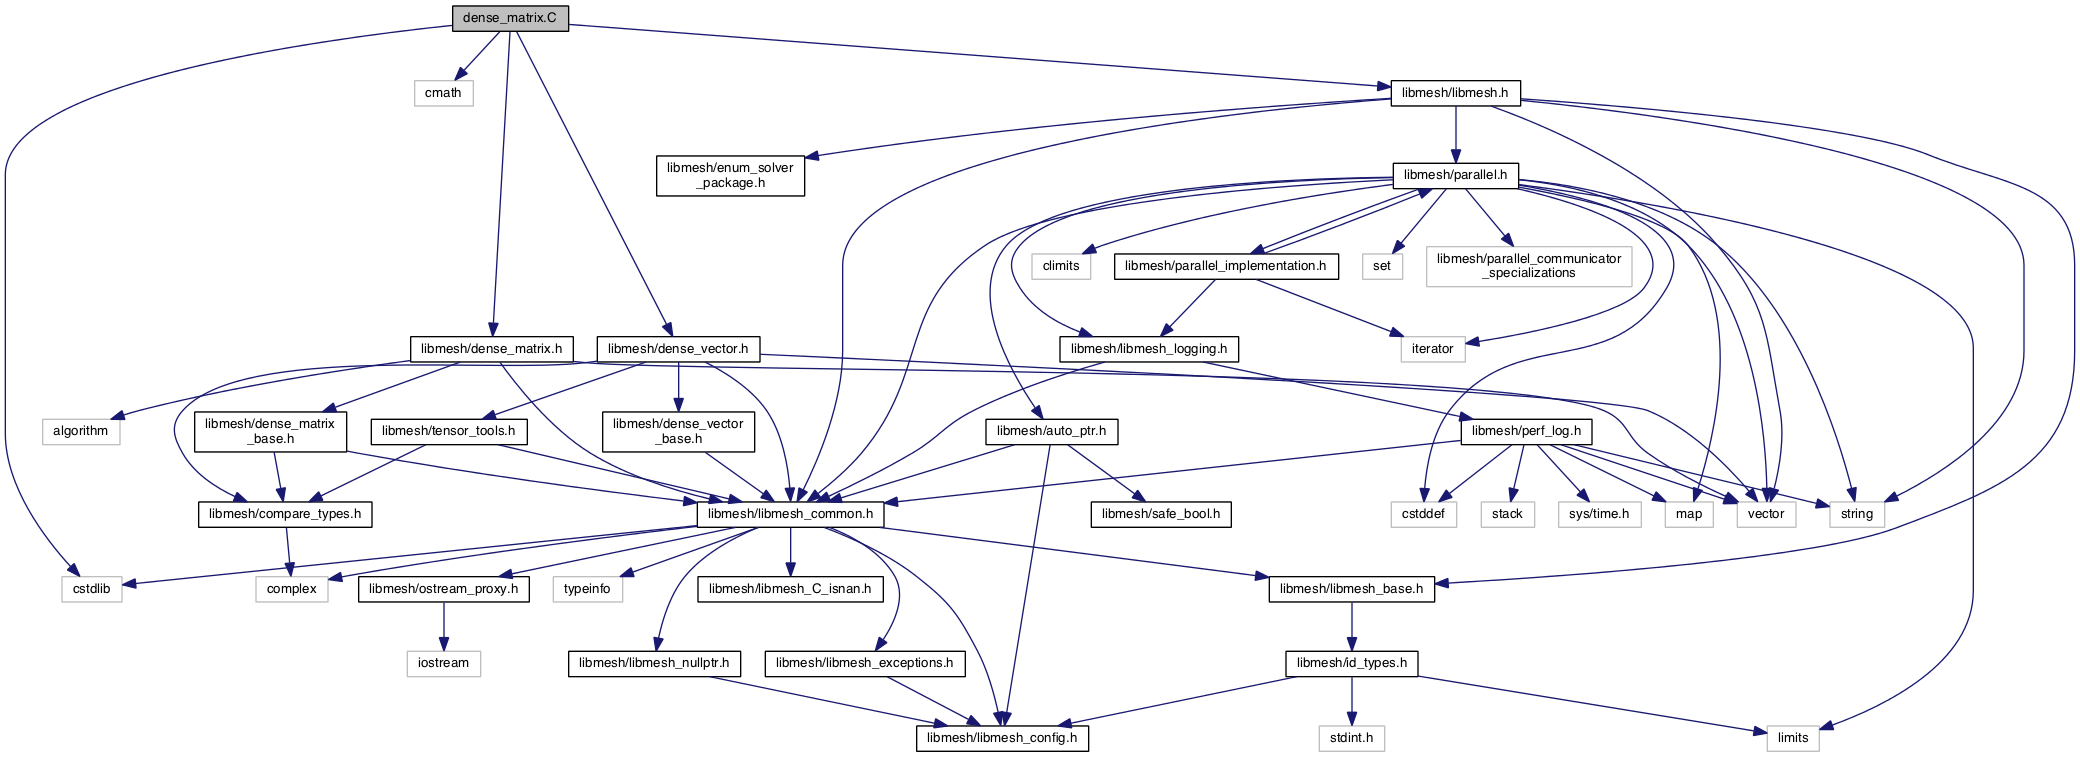 dense_matrix.C
cmath
libmesh/libmesh.h
libmesh/enum_solver
_package.h
libmesh/parallel.h
climits
libmesh/parallel_implementation.h
set
libmesh/parallel_communicator
_specializations
libmesh/dense_matrix.h
libmesh/dense_vector.h
libmesh/libmesh_logging.h
iterator
algorithm
libmesh/dense_matrix
_base.h
libmesh/tensor_tools.h
libmesh/dense_vector
_base.h
libmesh/auto_ptr.h
libmesh/perf_log.h
libmesh/compare_types.h
libmesh/libmesh_common.h
libmesh/safe_bool.h
cstddef
stack
sys/time.h
map
vector
string
cstdlib
complex
libmesh/ostream_proxy.h
typeinfo
libmesh/libmesh_C_isnan.h
libmesh/libmesh_base.h
iostream
libmesh/libmesh_nullptr.h
libmesh/libmesh_exceptions.h
libmesh/id_types.h
libmesh/libmesh_config.h
stdint.h
limits